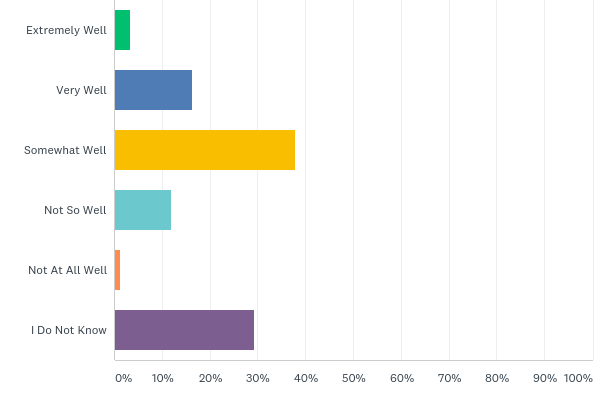 Extremely Well
Very Well
Somewhat Well
Not So Well
Not At All Well
I Do Not Know
0% 10% 20% 30% 40% 50% 60% 70% 80% 90% 100%